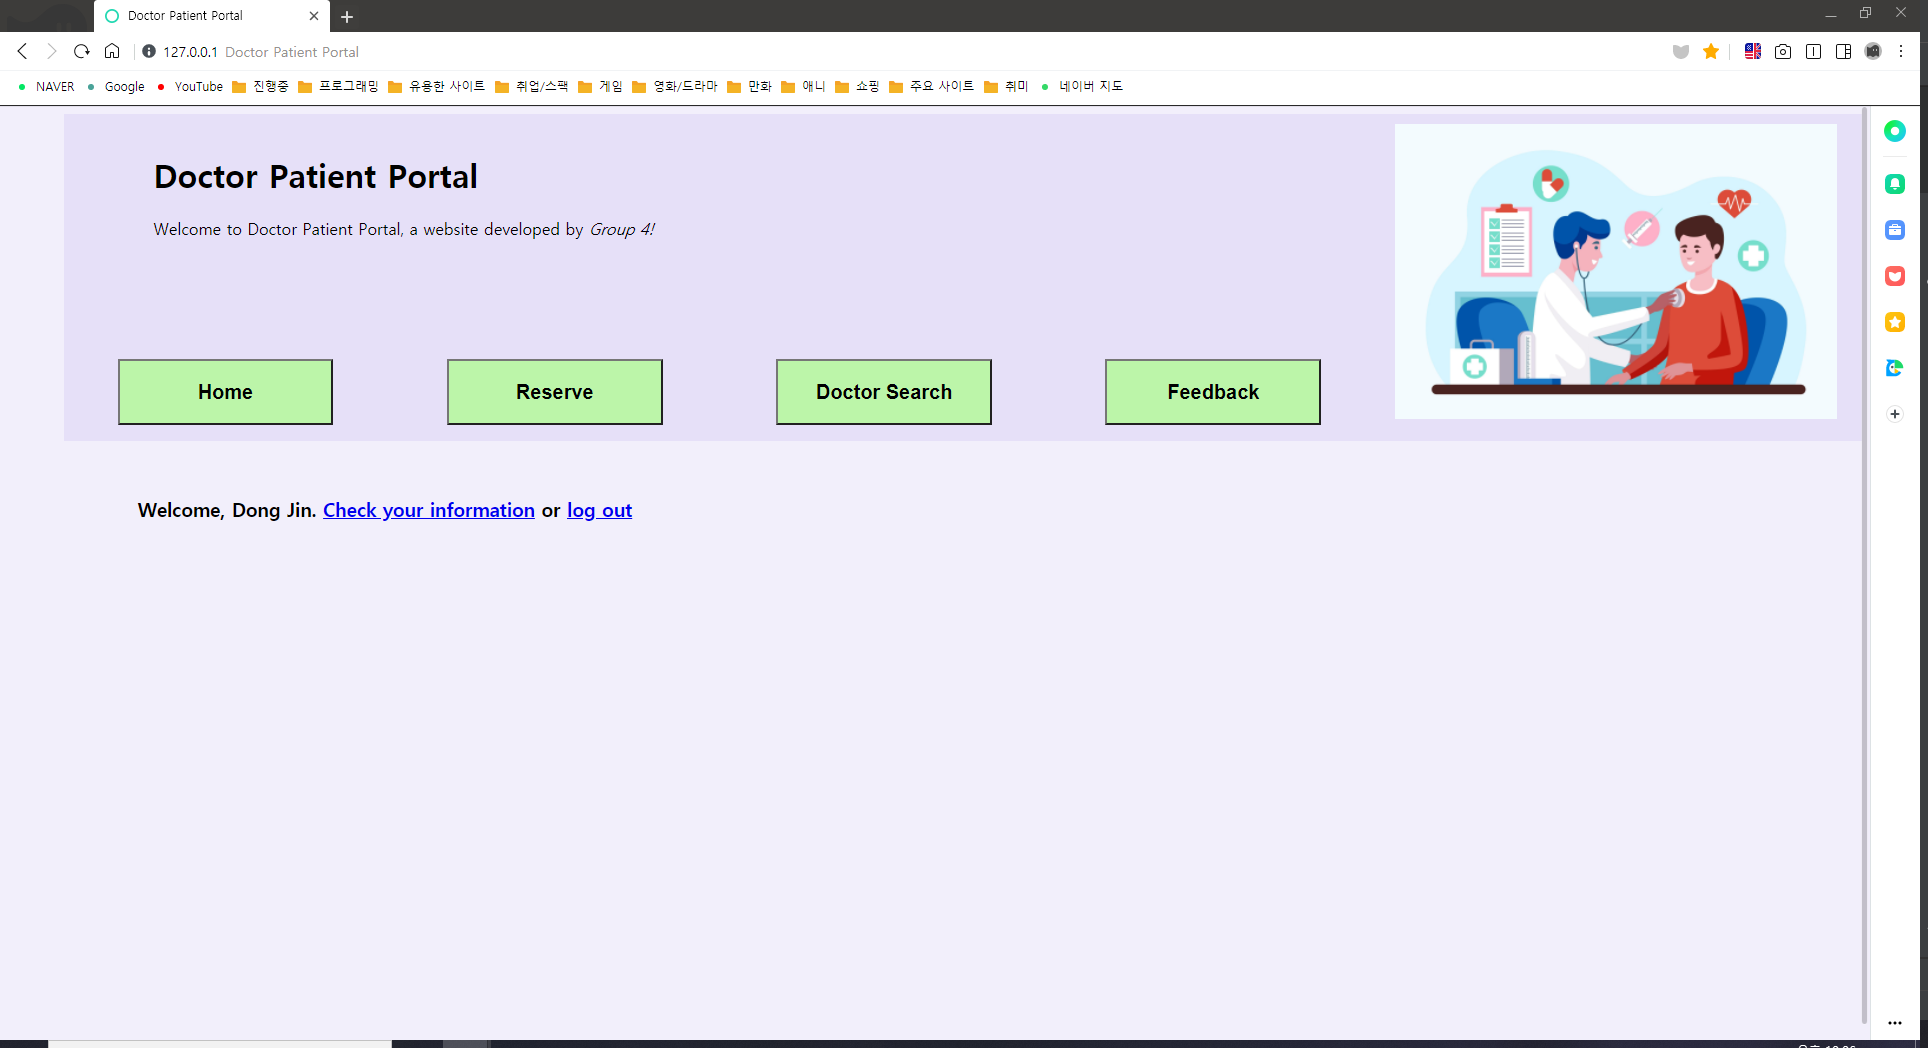 Doctor Patient Portal
127.0.0.1 Doctor Patient Portal
NAVER Google YouTube 진행중 프로그래밍 유용한 사이트 취업/스팩 게임 영화/드라마 만화 애니 쇼핑 주요 사이트 취미 네이버 지도
Doctor Patient Portal
Welcome to Doctor Patient Portal, a website developed by Group 4!
Home Reserve Doctor Search Feedback
Welcome, Dong Jin. Check your information or log out